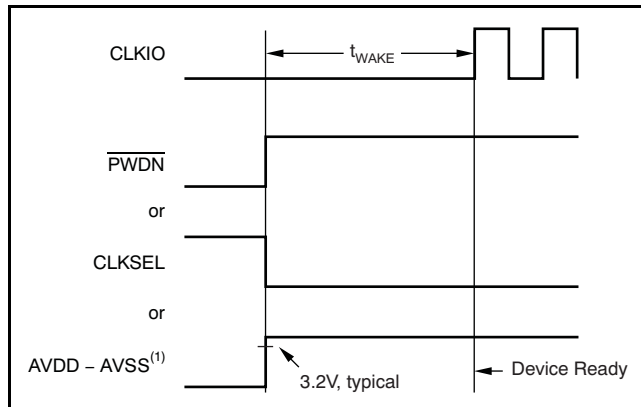 CLKIO
tWAKE
PWDN
or
CLKSEL
or
AVDD – AVSS(1)
3.2V, typical
Device Ready